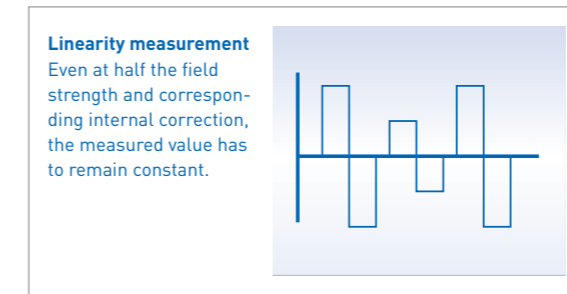 Linearity measurement
Even at half the field
strength and correspon-
ding internal correction,
the measured value has
to remain constant.